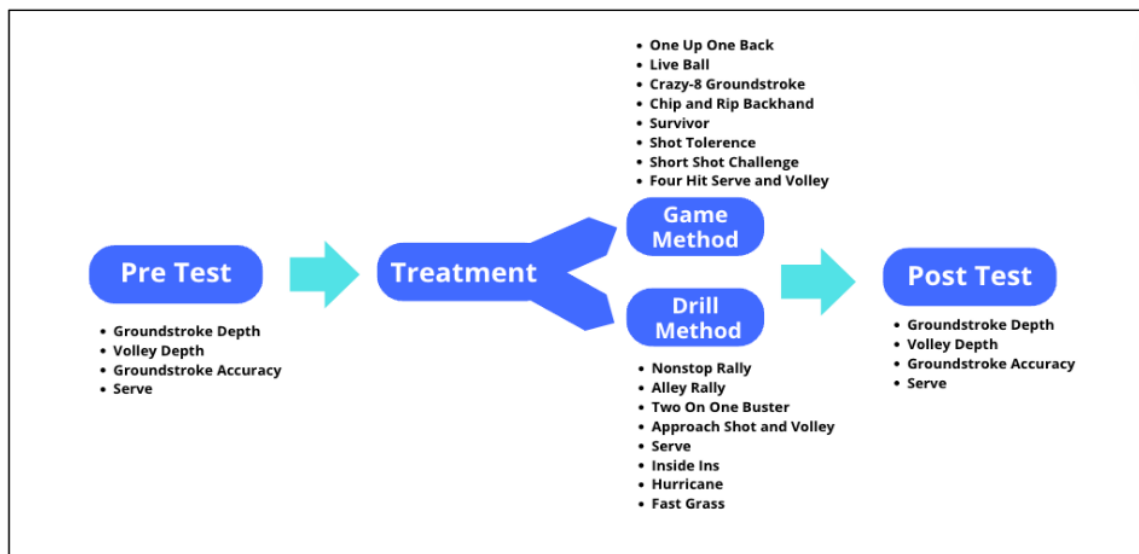 One Up One Back
Live Ball
Crazy-8 Groundstroke
Chip and Rip Backhand
Survivor
Shot Tolerence
Short Shot Challenge
Four Hit Serve and Volley
Game
Method
Pre Test
Treatment
Post Test
Drill
Method
Groundstroke Depth
Volley Depth
Groundstroke Accuracy
Serve
Nonstop Rally
Alley Rally
Two On One Buster
Approach Shot and Volley
Serve
Inside Ins
Hurricane
Fast Grass
Groundstroke Depth
Volley Depth
Groundstroke Accuracy
Serve